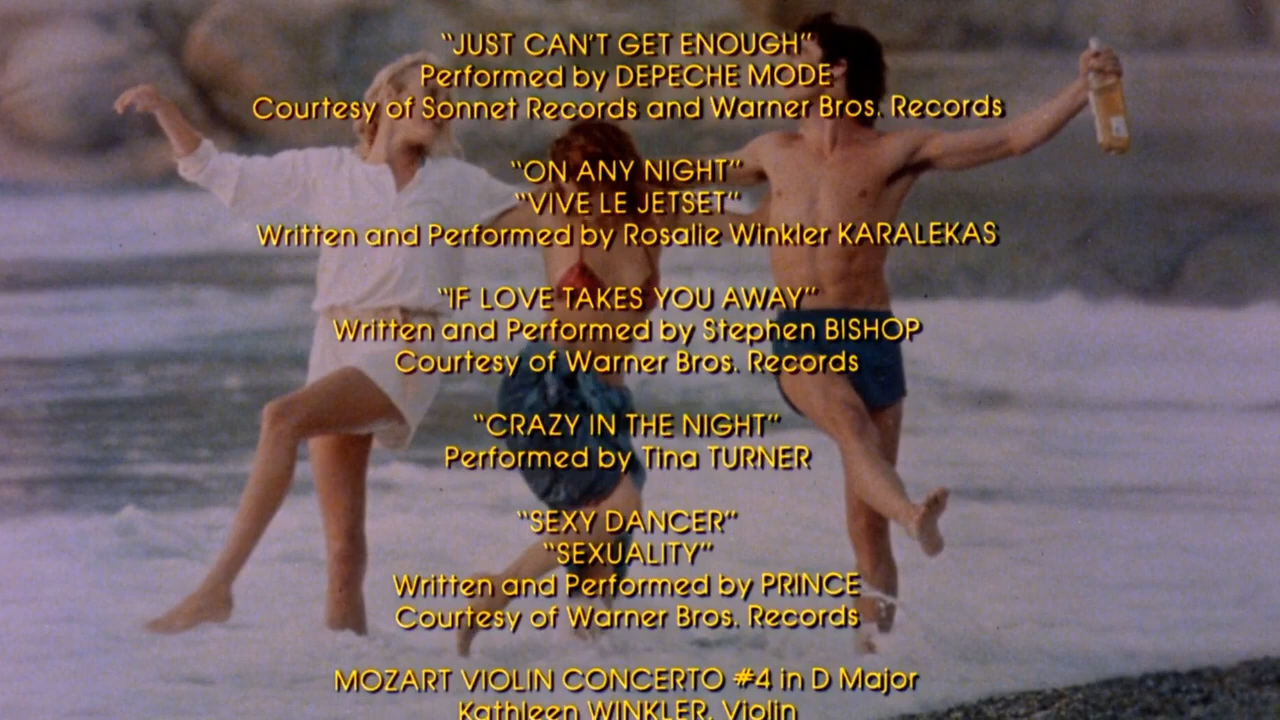 “JUST CAN'T GET ENOUGH”
Performed by DEPECHE MODE
Courtesy of Sonnet Records and Warner Bros. Records
“ON ANY NIGHT”
“VIVE LE JETSET”
Written and Performed by Rosalie Winkler KARALEKAS
“IF LOVE TAKES YOU AWAY”
Written and Performed by Stephen BISHOP
Courtesy of Warner Bros. Records
“CRAZY IN THE NIGHT”
Performed by Tina TURNER
“SEXY DANCER”
“SEXUALITY”
Written and Performed by PRINCE
Courtesy of Warner Bros. Records
MOZART VIOLIN CONCERTO #4 in D Major
Kathleen WINKLER, Violin